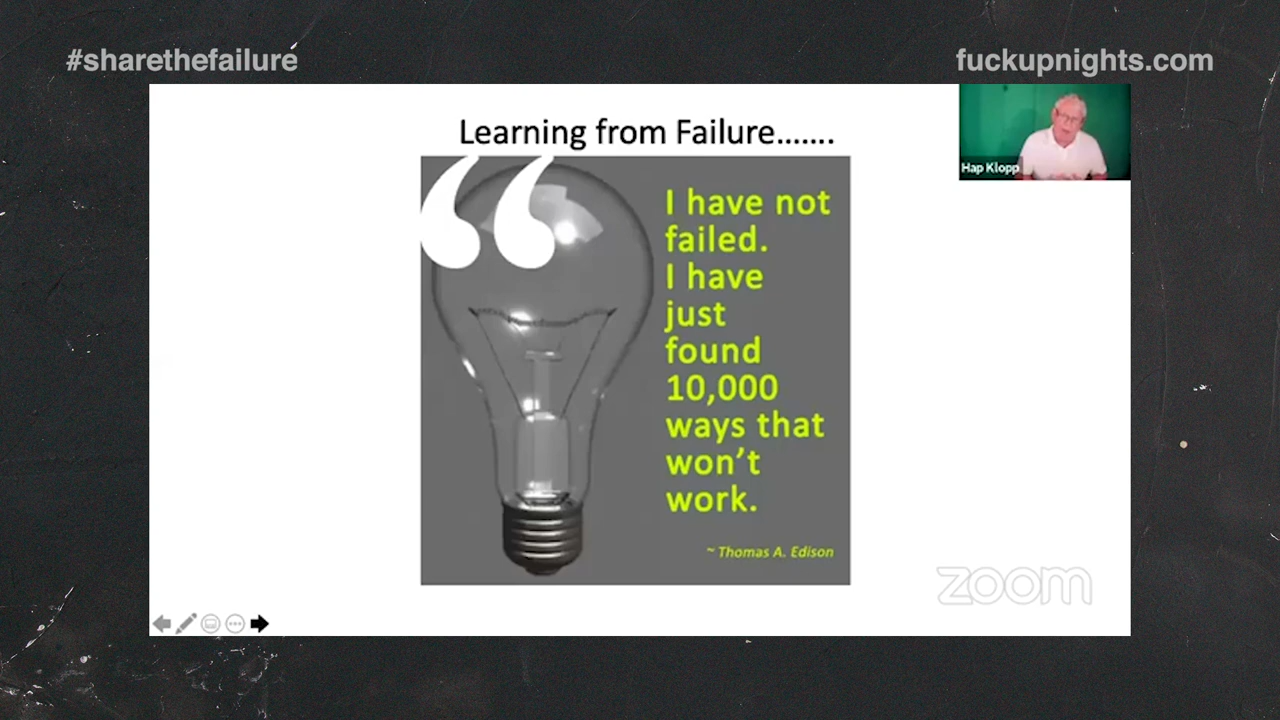 #sharethefailure
fuckupnights.com
Learning from Failure.......
Hap Klopp
“
I have not
failed.
I have
just
found
10,000
ways that
won’t
work.
~ Thomas A. Edison
zoom